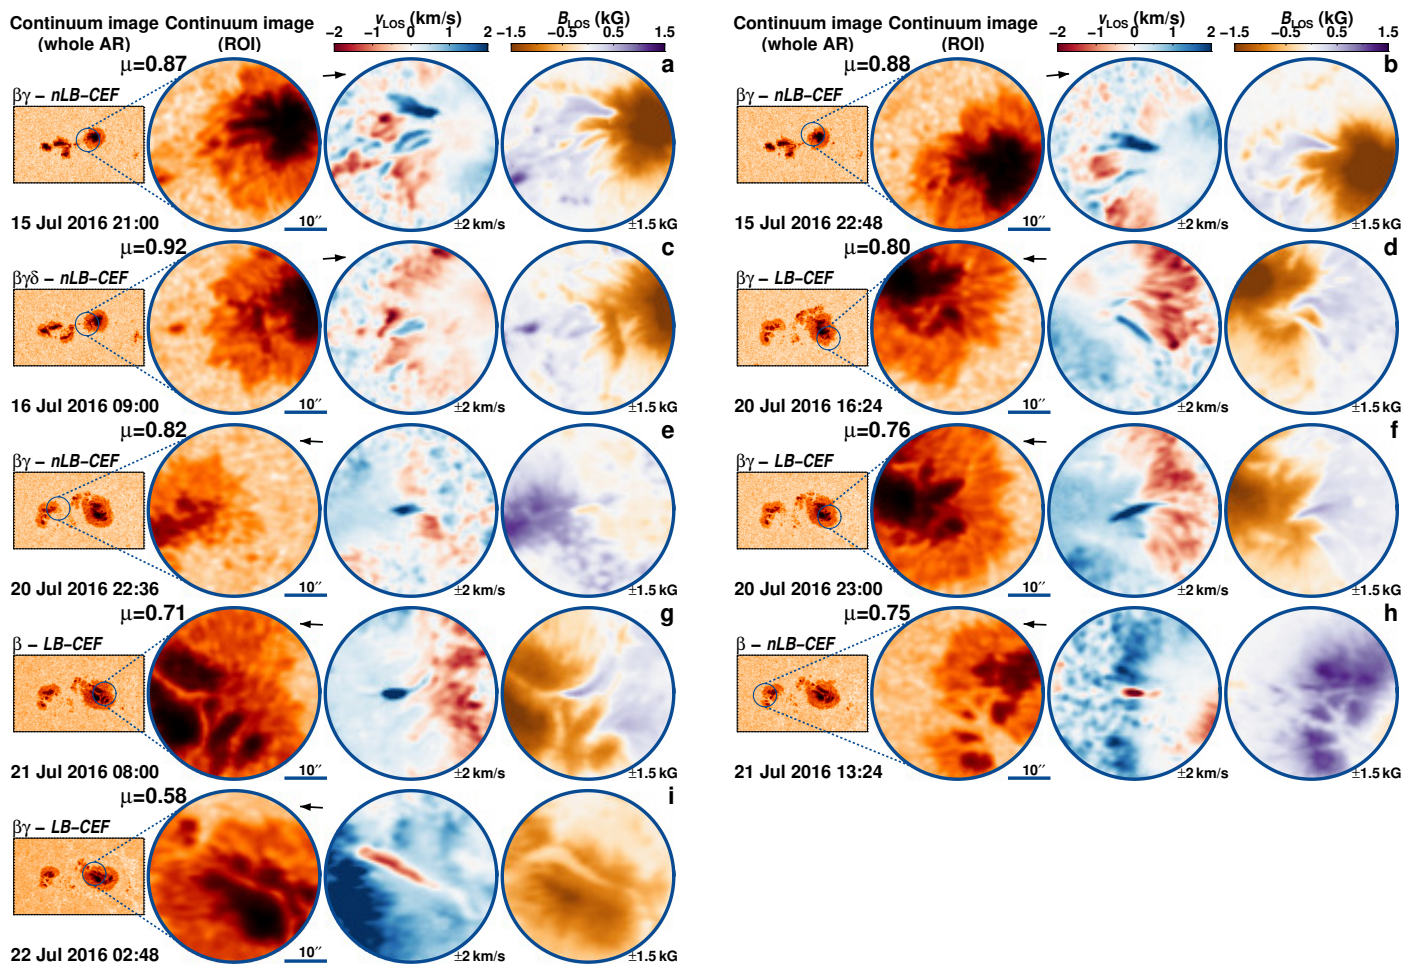 Continuum image (whole AR)
Continuum image (ROI)
v_LOS (km/s)
−2 −1 0 1 2
B_LOS (kG)
−1.5 −0.5 0.5 1.5
Continuum image (whole AR)
Continuum image (ROI)
v_LOS (km/s)
−2 −1 0 1 2
B_LOS (kG)
−1.5 −0.5 0.5 1.5
μ=0.87
a
βγ − nLB−CEF
15 Jul 2016 21:00
10′′
±2 km/s
±1.5 kG
μ=0.88
b
βγ − nLB−CEF
15 Jul 2016 22:48
10′′
±2 km/s
±1.5 kG
μ=0.92
c
βγδ − nLB−CEF
16 Jul 2016 09:00
10′′
±2 km/s
±1.5 kG
μ=0.80
d
βγ − LB−CEF
20 Jul 2016 16:24
10′′
±2 km/s
±1.5 kG
μ=0.82
e
βγ − nLB−CEF
20 Jul 2016 22:36
10′′
±2 km/s
±1.5 kG
μ=0.76
f
βγ − LB−CEF
20 Jul 2016 23:00
10′′
±2 km/s
±1.5 kG
μ=0.71
g
β − LB−CEF
21 Jul 2016 08:00
10′′
±2 km/s
±1.5 kG
μ=0.75
h
β − nLB−CEF
21 Jul 2016 13:24
10′′
±2 km/s
±1.5 kG
μ=0.58
i
βγ − LB−CEF
22 Jul 2016 02:48
10′′
±2 km/s
±1.5 kG